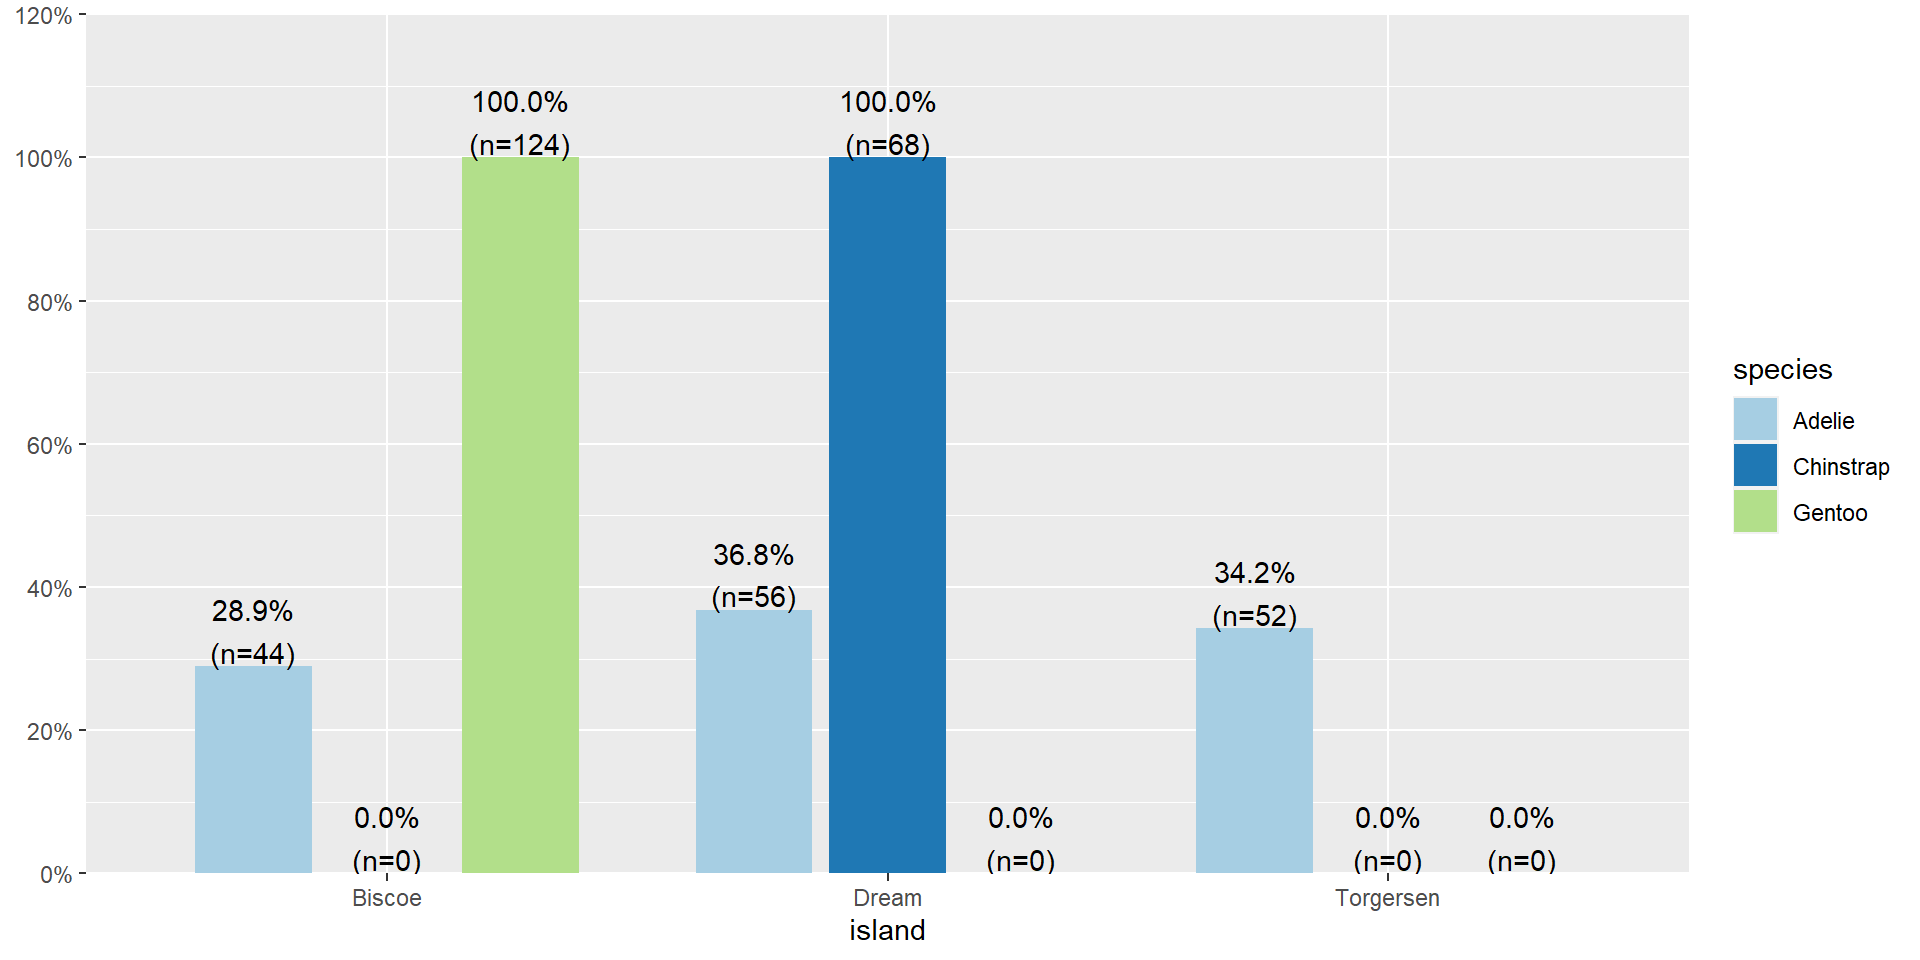 120%
100%
80%
60%
40%
20%
0%
28.9%
(n=44)
0.0%
(n=0)
100.0%
(n=124)
36.8%
(n=56)
100.0%
(n=68)
0.0%
(n=0)
34.2%
(n=52)
0.0%
(n=0)
0.0%
(n=0)
Biscoe
Dream
Torgersen
island
species
Adelie
Chinstrap
Gentoo